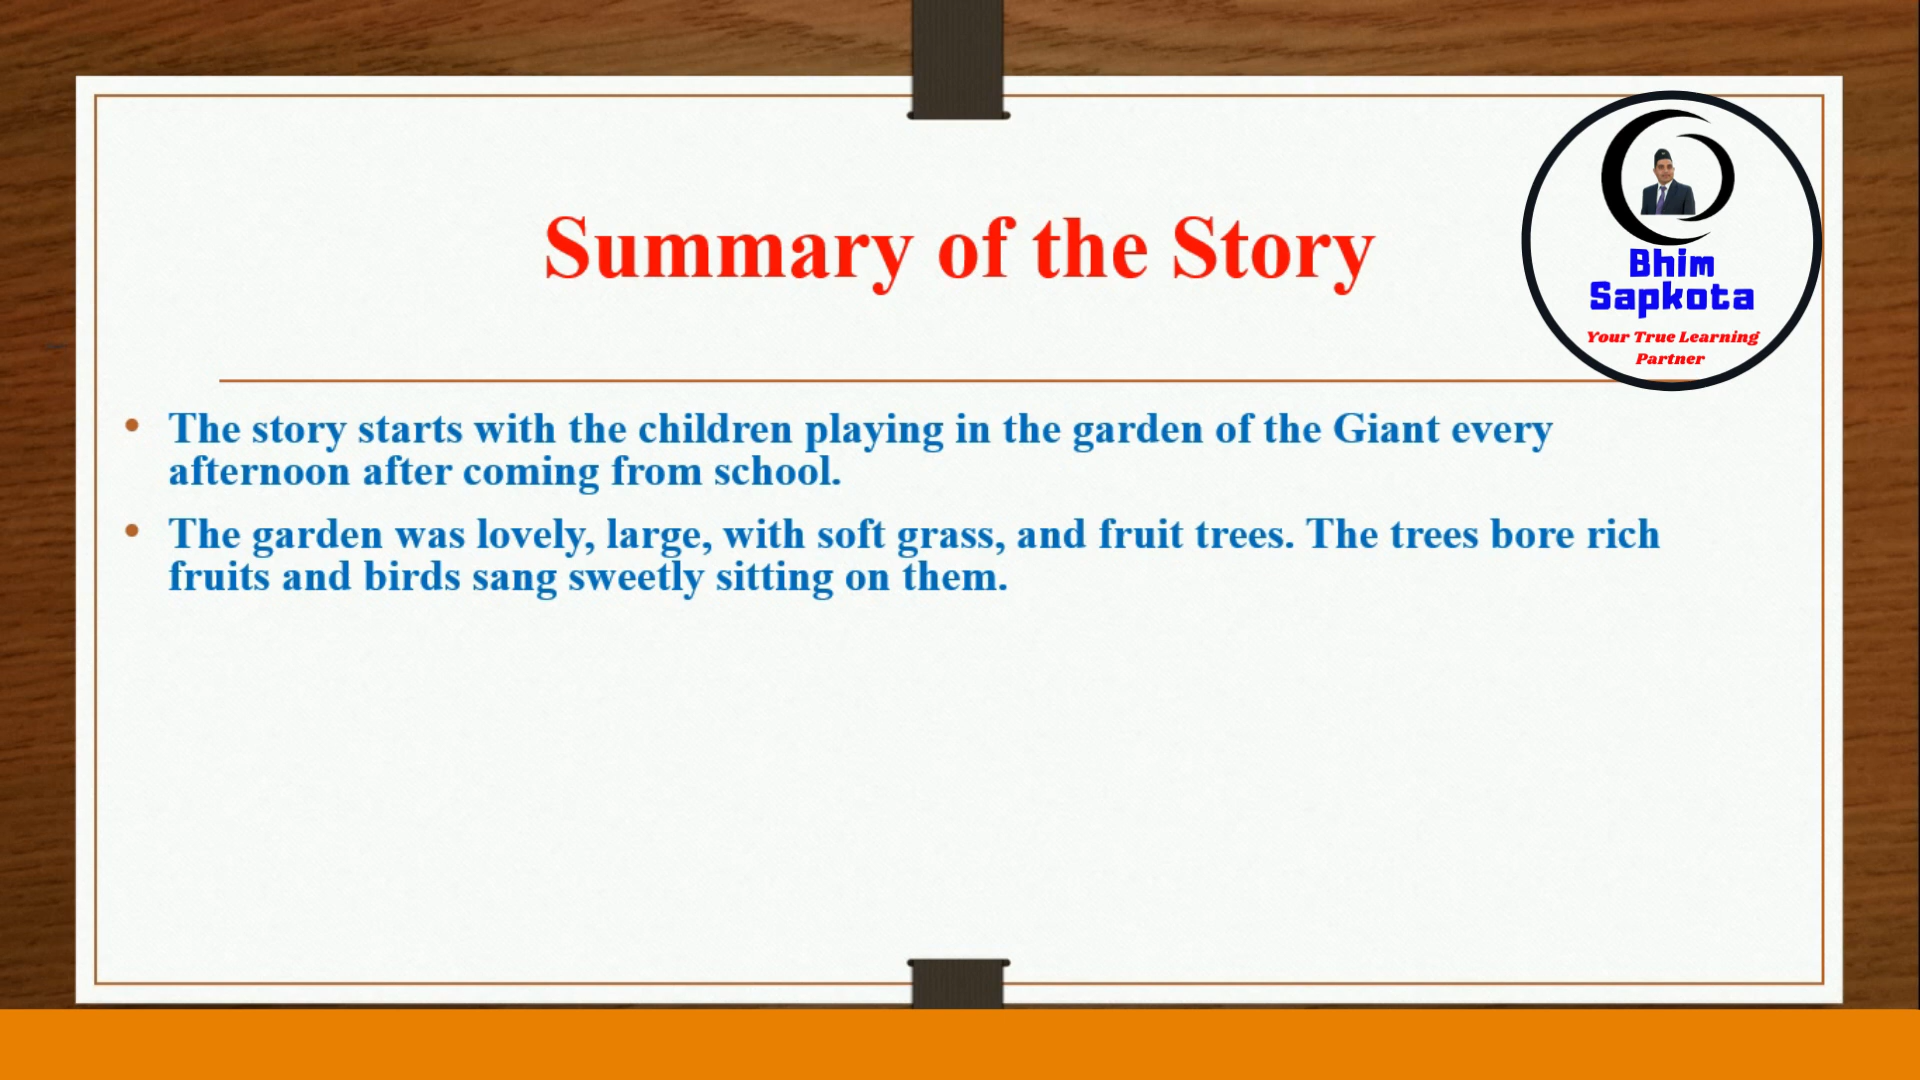 Summary of the Story
Bhim
Sapkota
Your True Learning
Partner
• The story starts with the children playing in the garden of the Giant every
afternoon after coming from school.
• The garden was lovely, large, with soft grass, and fruit trees. The trees bore rich
fruits and birds sang sweetly sitting on them.